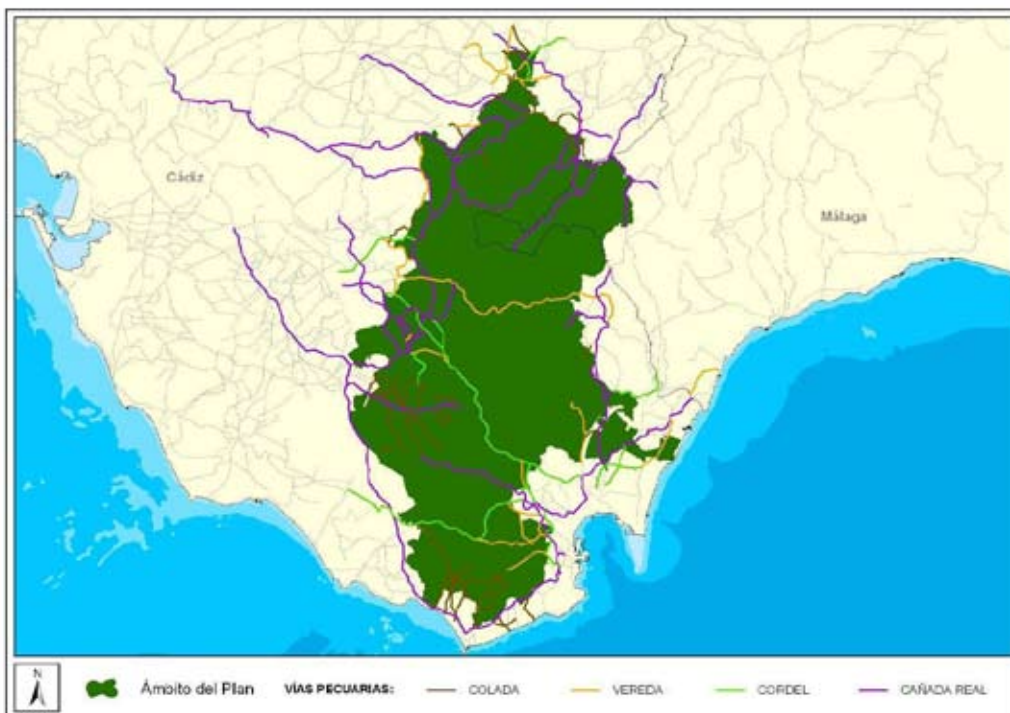 Cádiz
Málaga
N
Ámbito del Plan
VÍAS PECUARIAS:
COLADA
VEREDA
CORDEL
CAÑADA REAL